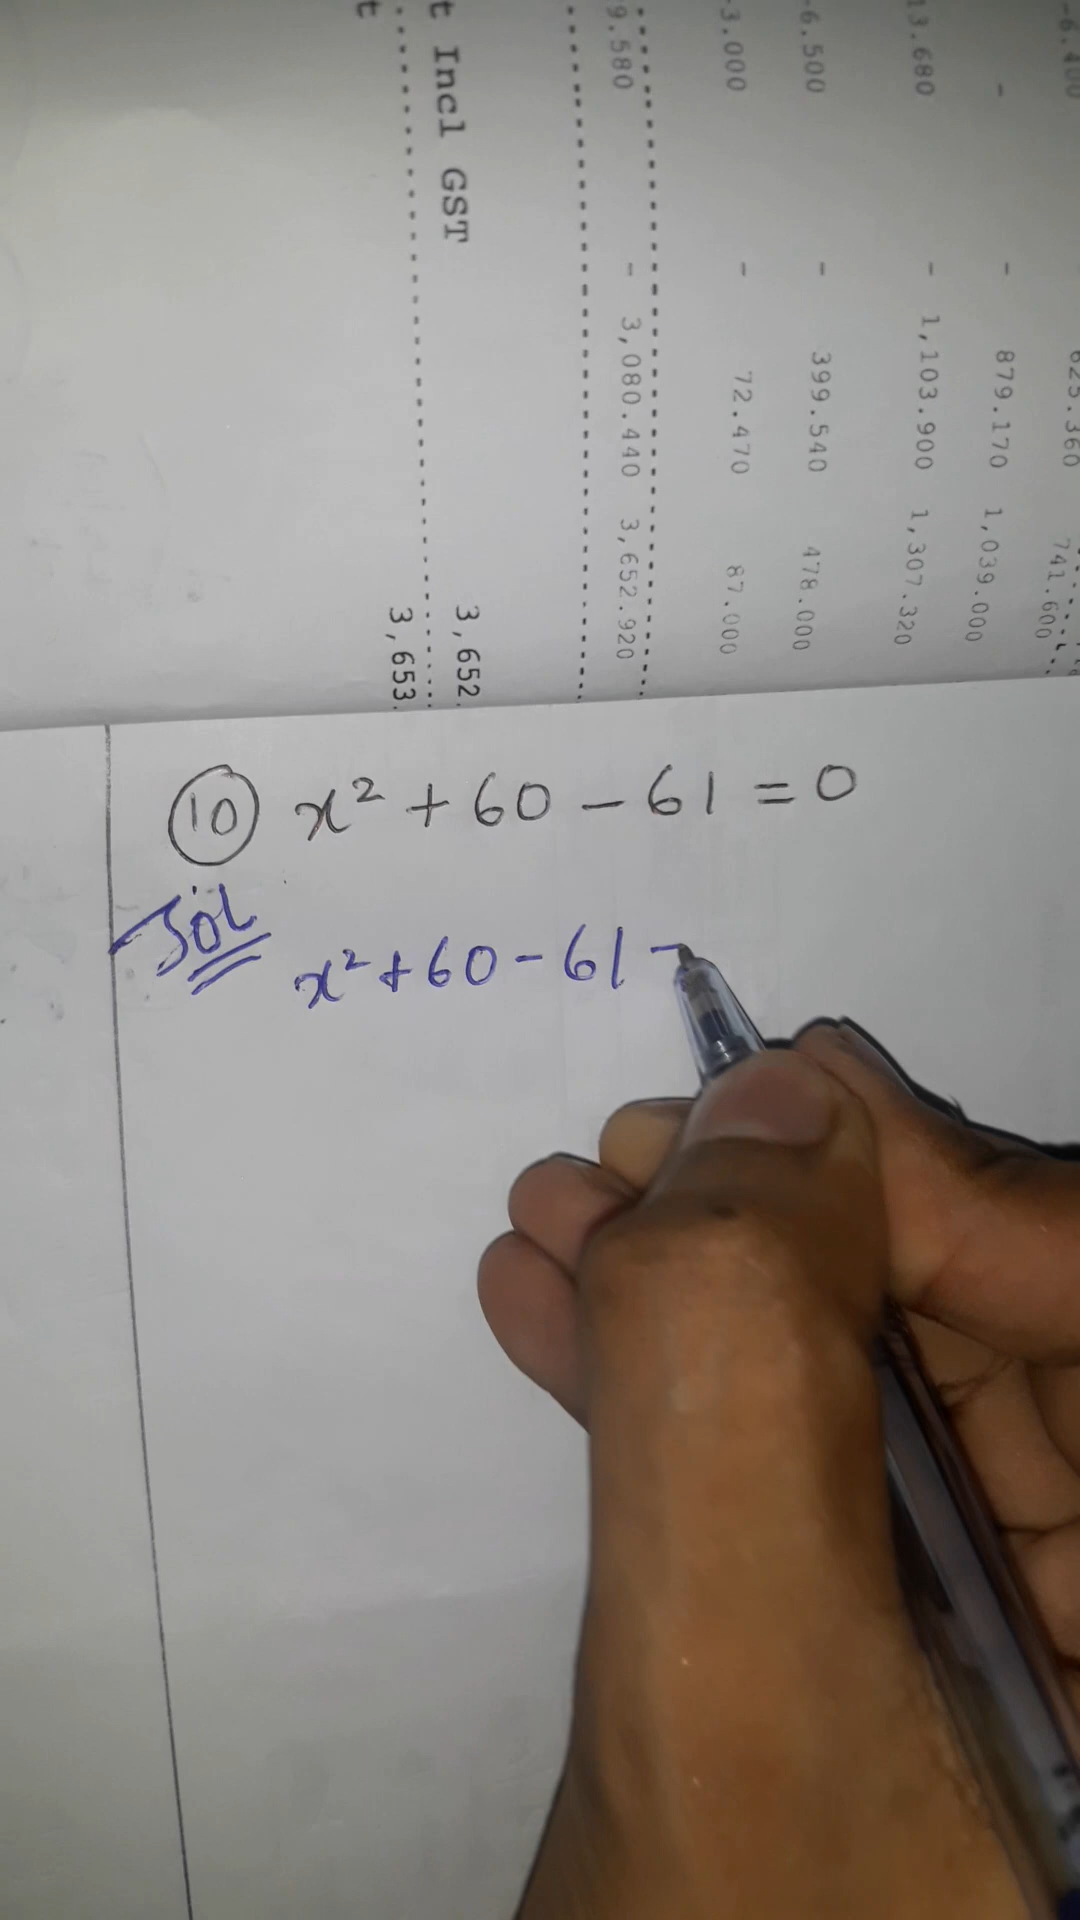 t
t Incl GST 3,652.
3,653.
9.580 - 3,080.440 3,652.920
-3.000 - 72.470 87.000
-6.500 - 399.540 478.000
13.680 - 1,103.900 1,307.320
- - 879.170 1,039.000
-6.400 625.360 741.600
10 x² + 60 - 61 = 0
Sol
x² + 60 - 61 -